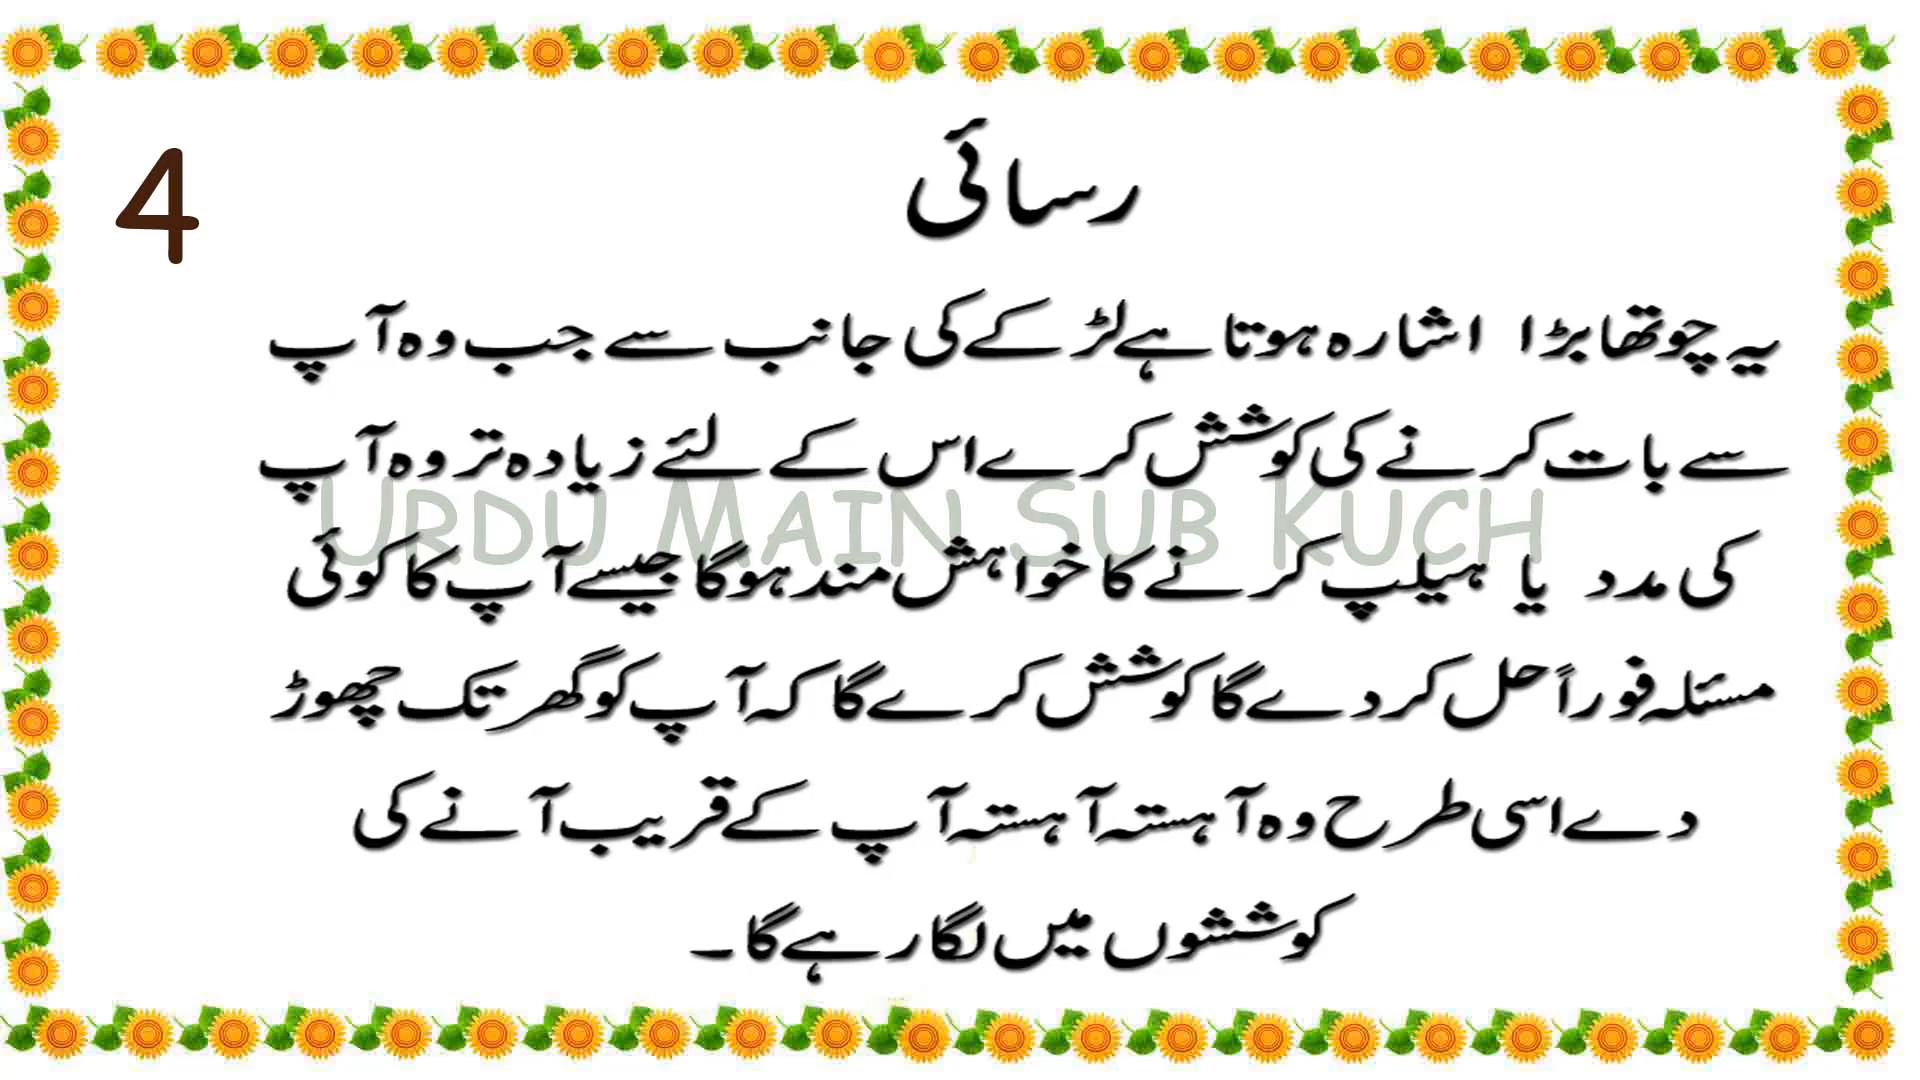 4
رسائی
یہ چوتھا بڑا اشارہ ہوتا ہے لڑکے کی جانب سے جب وہ آپ
سے بات کرنے کی کوشش کرے اس کے لئے زیادہ تر وہ آپ
URDU MAIN SUB KUCH
کی مدد یا ہیلپ کرنے کا خواہش مند ہوگا جیسے آپ کا کوئی
مسئلہ فوراً حل کر دے گا کوشش کرے گا کہ آپ کو گھر تک چھوڑ
دے اسی طرح وہ آہستہ آہستہ آپ کے قریب آنے کی
کوششوں میں لگا رہے گا۔